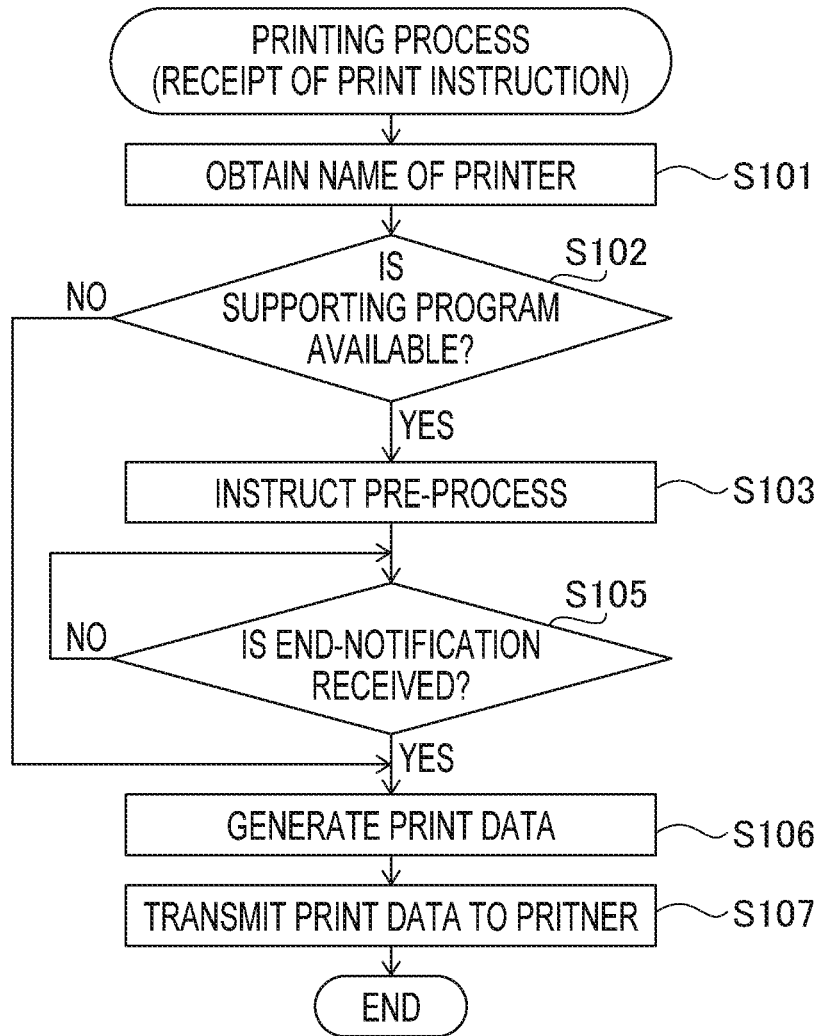 PRINTING PROCESS
(RECEIPT OF PRINT INSTRUCTION)
OBTAIN NAME OF PRINTER
S101
S102
IS
NO
SUPPORTING PROGRAM
AVAILABLE?
YES
INSTRUCT PRE-PROCESS
S103
S105
NO
IS END-NOTIFICATION
RECEIVED?
YES
GENERATE PRINT DATA
S106
TRANSMIT PRINT DATA TO PRITNER
S107
END